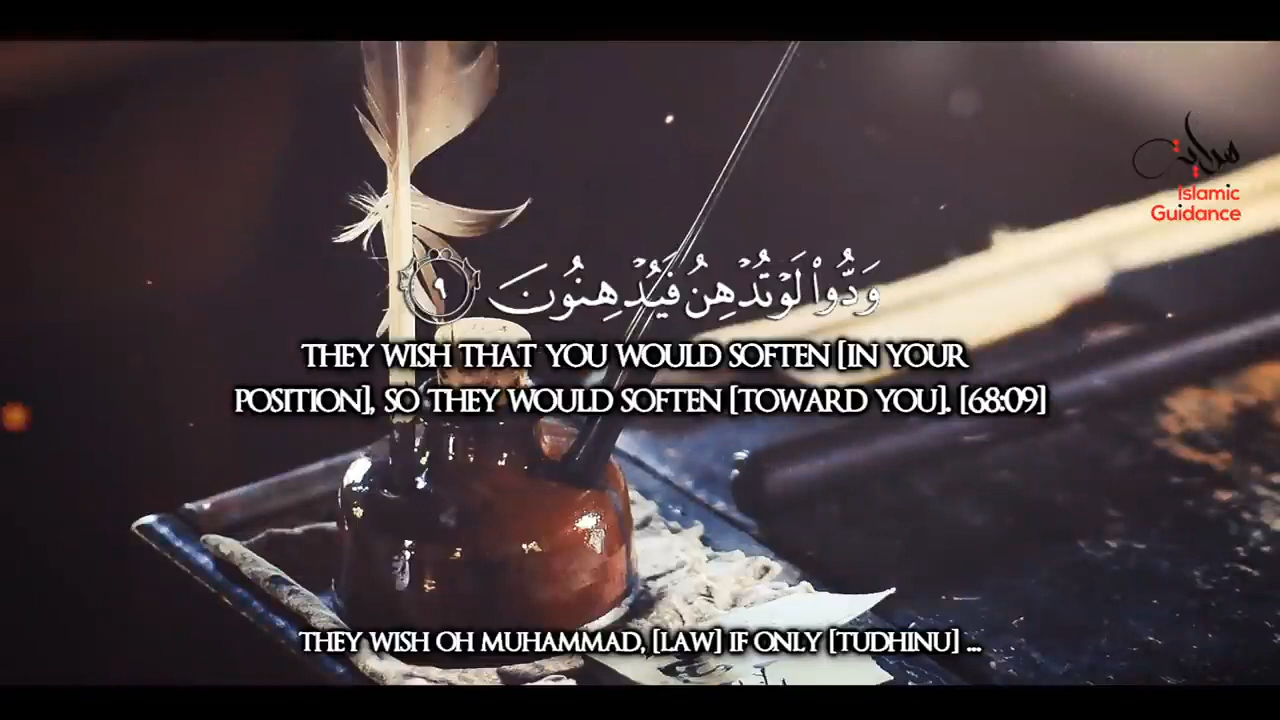 هداية
Islamic
Guidance
وَدُّوا۟ لَوْ تُدْهِنُ فَيُدْهِنُونَ ٩
THEY WISH THAT YOU WOULD SOFTEN [IN YOUR
POSITION], SO THEY WOULD SOFTEN [TOWARD YOU]. [68:09]
THEY WISH OH MUHAMMAD, [LAW] IF ONLY [TUDHINU] ...